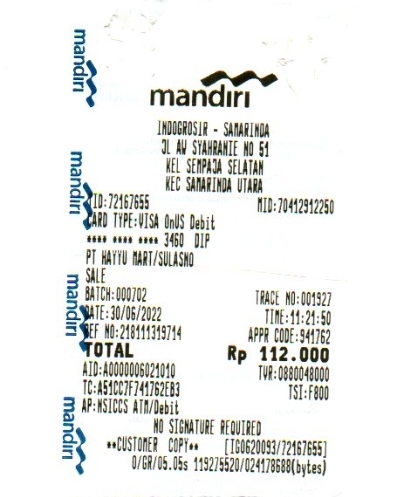 mandiri
INDOGROSIR - SAMARINDA
JL AW SYAHRANIE NO 51
KEL SEMPAJA SELATAN
KEC SAMARINDA UTARA
TID:72167655 MID:70412912250
CARD TYPE:VISA OnUS Debit
**** **** **** 3460 DIP
PT HAYYU MART/SULASNO
SALE
BATCH:000702 TRACE NO:001927
DATE:30/06/2022 TIME:11:21:50
REF NO:218111319714 APPR CODE:941762
TOTAL Rp 112.000
AID:A0000006021010 TVR:0880048000
TC:A51CC7F741762EB3 TSI:F800
AP:NSICCS ATM/Debit
NO SIGNATURE REQUIRED
**CUSTOMER COPY** [IG0620093/72167655]
0/GR/05.05s 119275520/024178688(bytes)
mandiri
mandiri
mandiri
mandiri